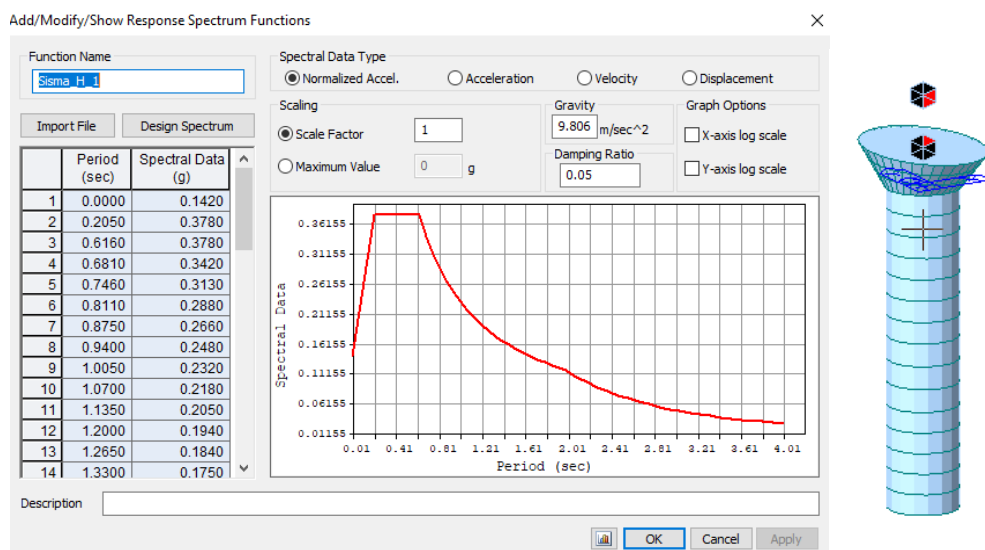 Add/Modify/Show Response Spectrum Functions
Function Name
Sisma_H_1
Import File
Design Spectrum
Period (sec) Spectral Data (g)
1 0.0000 0.1420
2 0.2050 0.3780
3 0.6160 0.3780
4 0.6810 0.3420
5 0.7460 0.3130
6 0.8110 0.2880
7 0.8750 0.2660
8 0.9400 0.2480
9 1.0050 0.2320
10 1.0700 0.2180
11 1.1350 0.2050
12 1.2000 0.1940
13 1.2650 0.1840
14 1.3300 0.1750
Spectral Data Type
Normalized Accel. Acceleration Velocity Displacement
Scaling
Scale Factor 1
Maximum Value 0 g
Gravity
9.806 m/sec^2
Damping Ratio
0.05
Graph Options
X-axis log scale
Y-axis log scale
Spectral Data
0.36155
0.31155
0.26155
0.21155
0.16155
0.11155
0.06155
0.01155
0.01 0.41 0.81 1.21 1.61 2.01 2.41 2.81 3.21 3.61 4.01
Period (sec)
Description
OK Cancel Apply